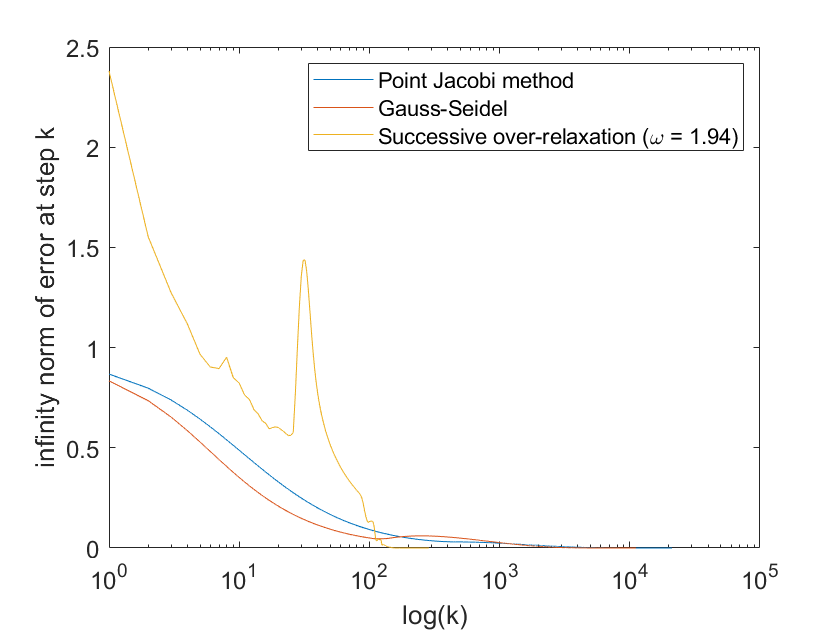 2.5
2
1.5
1
0.5
0
infinity norm of error at step k
Point Jacobi method
Gauss-Seidel
Successive over-relaxation (ω = 1.94)
10⁰ 10¹ 10² 10³ 10⁴ 10⁵
log(k)